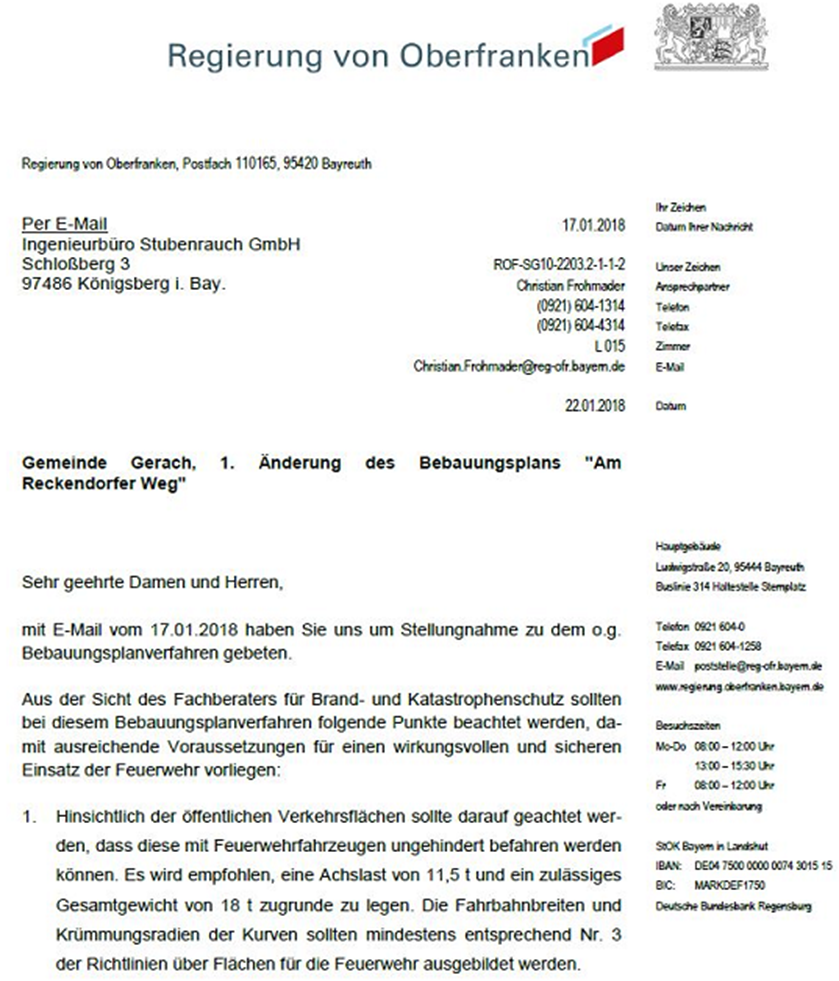 Regierung von Oberfranken
Regierung von Oberfranken, Postfach 110165, 95420 Bayreuth
Per E-Mail
Ingenieurbüro Stubenrauch GmbH
Schloßberg 3
97486 Königsberg i. Bay.
Ihr Zeichen
17.01.2018 Datum Ihrer Nachricht
ROF-SG10-2203.2-1-1-2 Unser Zeichen
Christian Frohmader Ansprechpartner
(0921) 604-1314 Telefon
(0921) 604-4314 Telefax
L 015 Zimmer
Christian.Frohmader@reg-ofr.bayern.de E-Mail
22.01.2018 Datum
Gemeinde Gerach, 1. Änderung des Bebauungsplans "Am
Reckendorfer Weg"
Sehr geehrte Damen und Herren,
mit E-Mail vom 17.01.2018 haben Sie uns um Stellungnahme zu dem o.g.
Bebauungsplanverfahren gebeten.
Aus der Sicht des Fachberaters für Brand- und Katastrophenschutz sollten
bei diesem Bebauungsplanverfahren folgende Punkte beachtet werden, da-
mit ausreichende Voraussetzungen für einen wirkungsvollen und sicheren
Einsatz der Feuerwehr vorliegen:
1. Hinsichtlich der öffentlichen Verkehrsflächen sollte darauf geachtet wer-
den, dass diese mit Feuerwehrfahrzeugen ungehindert befahren werden
können. Es wird empfohlen, eine Achslast von 11,5 t und ein zulässiges
Gesamtgewicht von 18 t zugrunde zu legen. Die Fahrbahnbreiten und
Krümmungsradien der Kurven sollten mindestens entsprechend Nr. 3
der Richtlinien über Flächen für die Feuerwehr ausgebildet werden.
Hauptgebäude
Ludwigstraße 20, 95444 Bayreuth
Buslinie 314 Haltestelle Sternplatz
Telefon 0921 604-0
Telefax 0921 604-1258
E-Mail poststelle@reg-ofr.bayern.de
www.regierung.oberfranken.bayern.de
Besuchszeiten
Mo-Do 08:00 – 12:00 Uhr
13:00 – 15:30 Uhr
Fr 08:00 – 12:00 Uhr
oder nach Vereinbarung
StOK Bayern in Landshut
IBAN: DE04 7500 0000 0074 3015 15
BIC: MARKDEF1750
Deutsche Bundesbank Regensburg